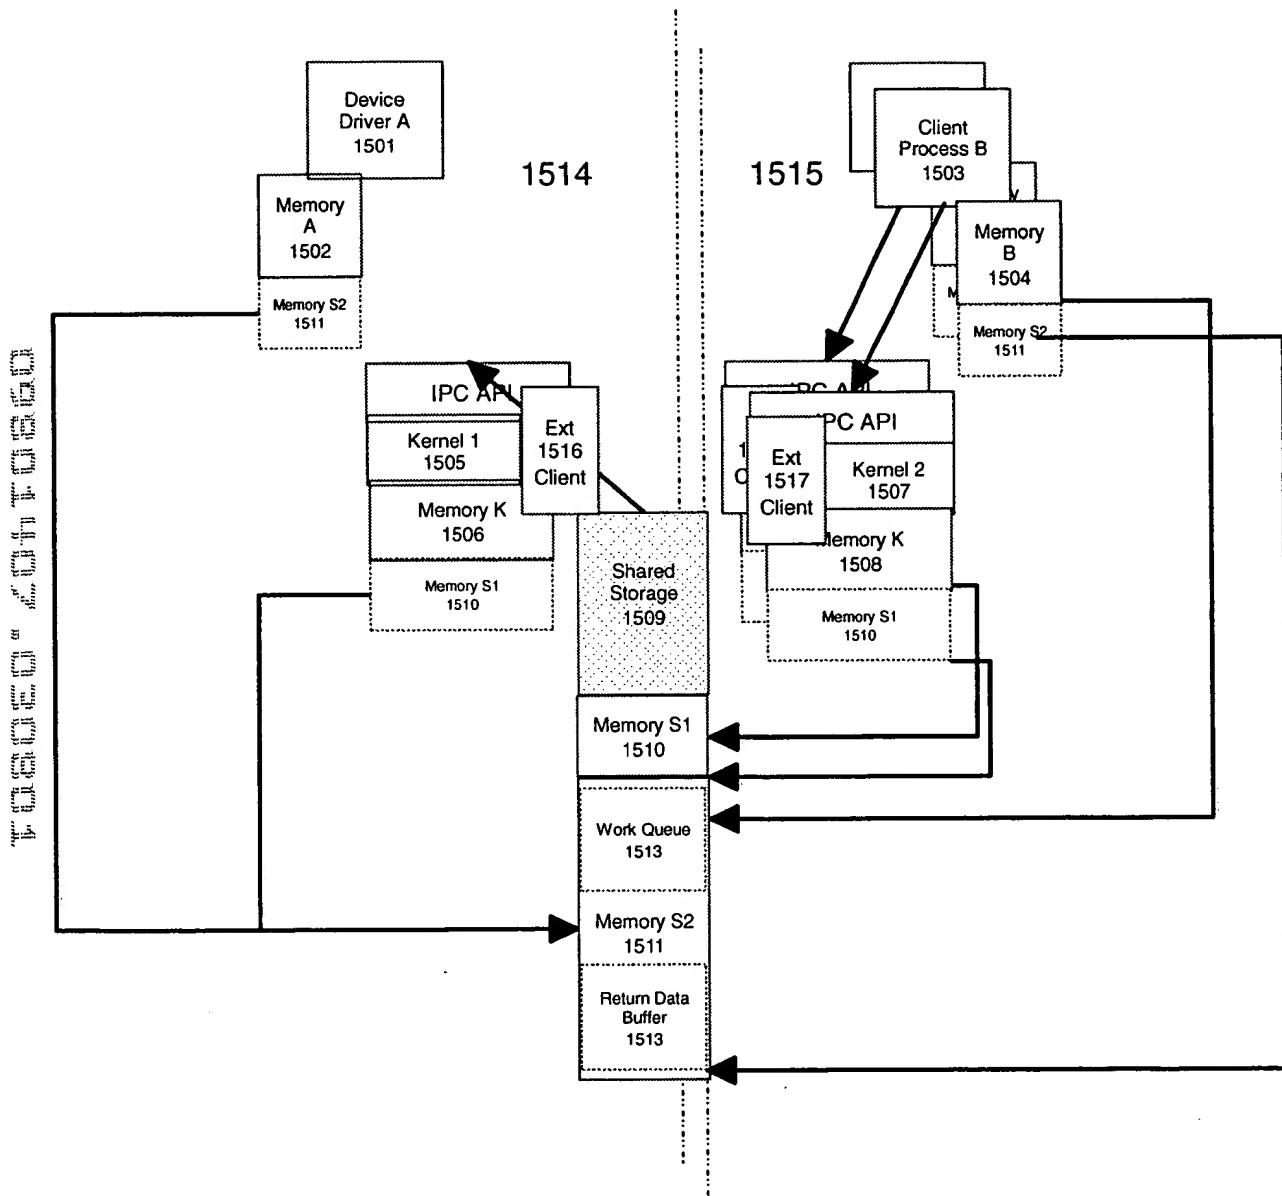 Device
Driver A
1501
Memory
A
1502
Memory S2
1511
1514
1515
Client
Process B
1503
Memory
B
1504
Memory S2
1511
IPC API
Kernel 1
1505
Ext
1516
Client
Memory K
1506
Memory S1
1510
IPC API
IPC API
Ext
1517
Client
Kernel 2
1507
Memory K
1508
Memory S1
1510
Shared
Storage
1509
Memory S1
1510
Work Queue
1513
Memory S2
1511
Return Data
Buffer
1513